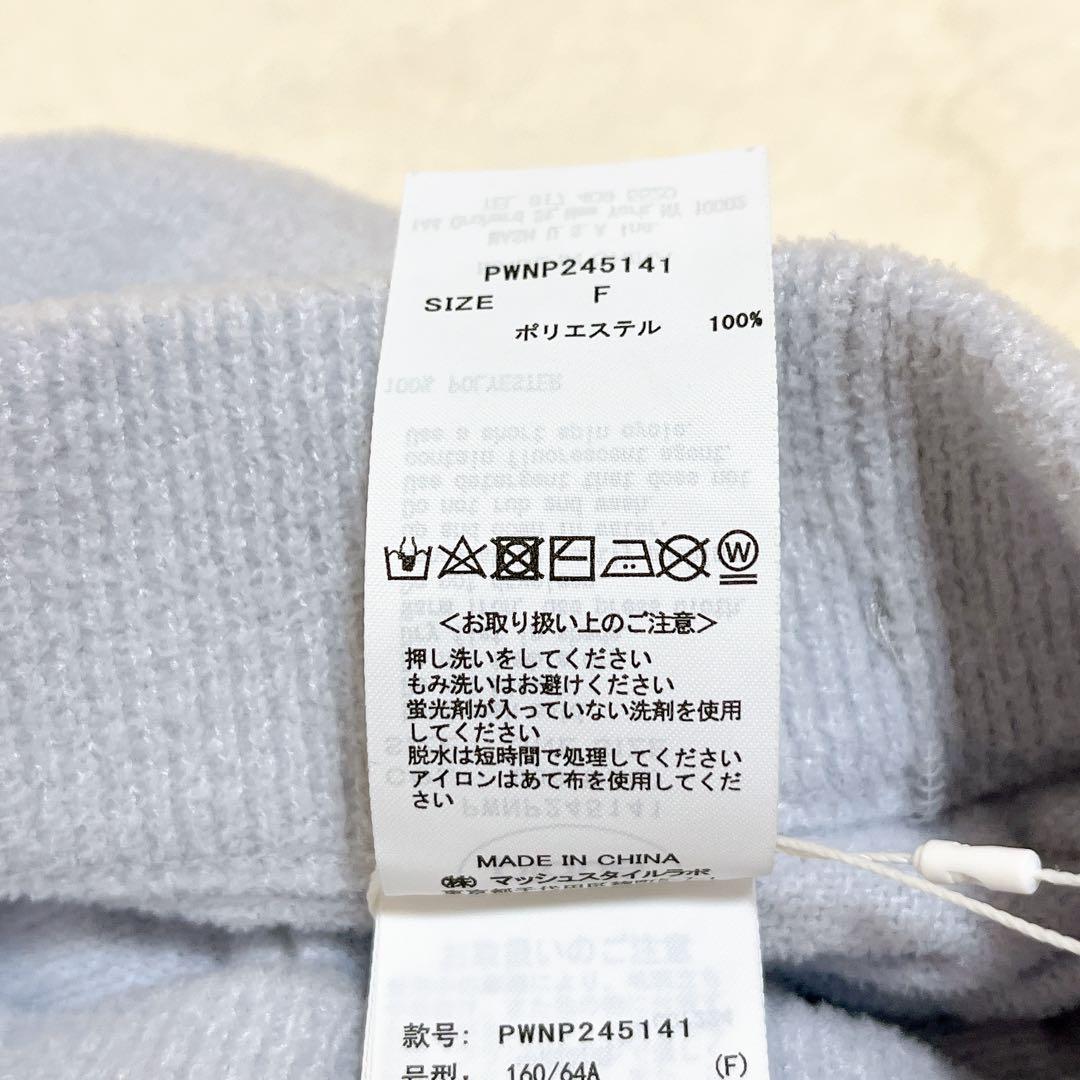 PWNP245141
SIZE F
ポリエステル 100%
W
<お取り扱い上のご注意>
押し洗いをしてください
もみ洗いはお避けください
蛍光剤が入っていない洗剤を使用
してください
脱水は短時間で処理してください
アイロンはあて布を使用してくだ
さい
MADE IN CHINA
㈱ マッシュスタイルラボ
款号: PWNP245141
号型: 160/64A (F)